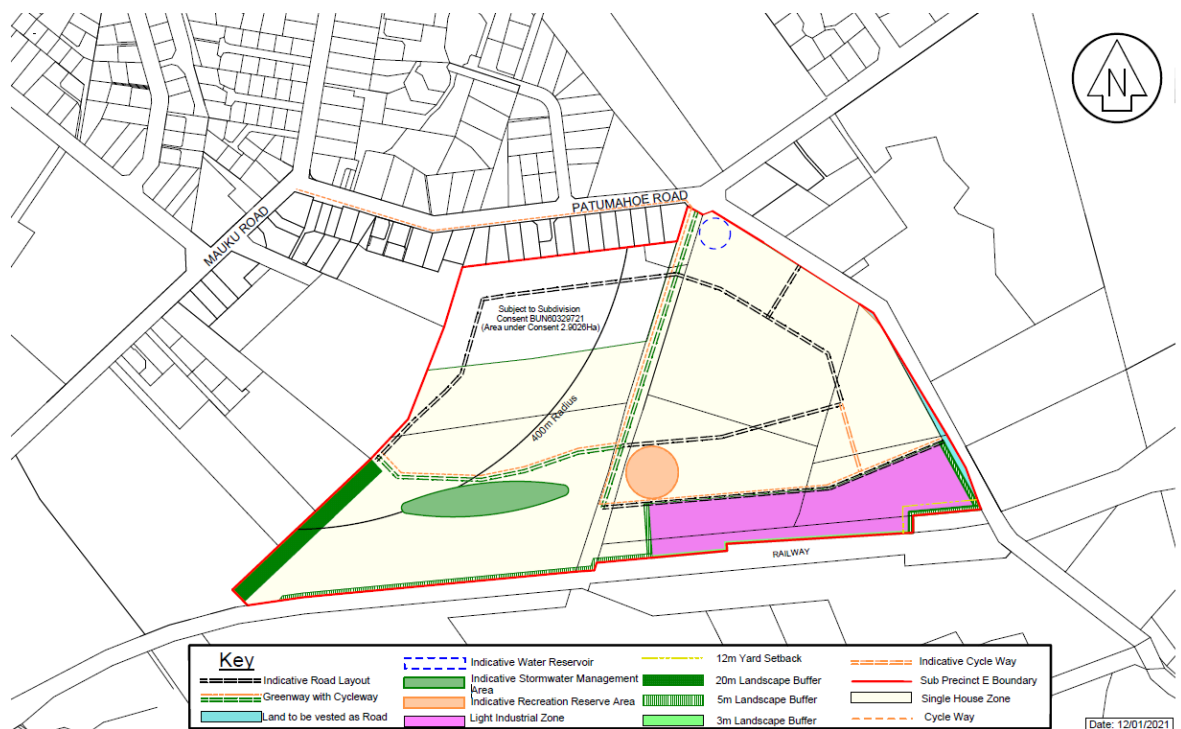 N
PATUMAHOE ROAD
MAUKU ROAD
Subject to Subdivision
Consent BUN60329721
(Area under Consent 2.9026Ha)
400m Radius
RAILWAY
Key
Indicative Road Layout
Greenway with Cycleway
Land to be vested as Road
Indicative Water Reservoir
Indicative Stormwater Management
Area
Indicative Recreation Reserve Area
Light Industrial Zone
12m Yard Setback
20m Landscape Buffer
5m Landscape Buffer
3m Landscape Buffer
Indicative Cycle Way
Sub Precinct E Boundary
Single House Zone
Cycle Way
Date: 12/01/2021